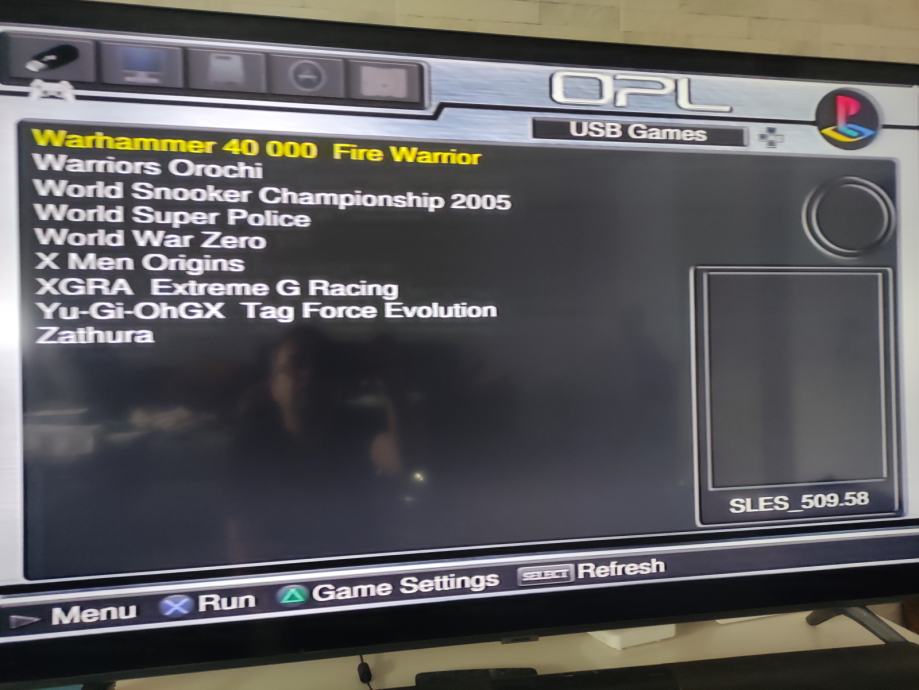 OPL
USB Games
Warhammer 40 000  Fire Warrior
Warriors Orochi
World Snooker Championship 2005
World Super Police
World War Zero
X Men Origins
XGRA  Extreme G Racing
Yu-Gi-OhGX  Tag Force Evolution
Zathura
SLES_509.58
Menu Run Game Settings SELECT Refresh